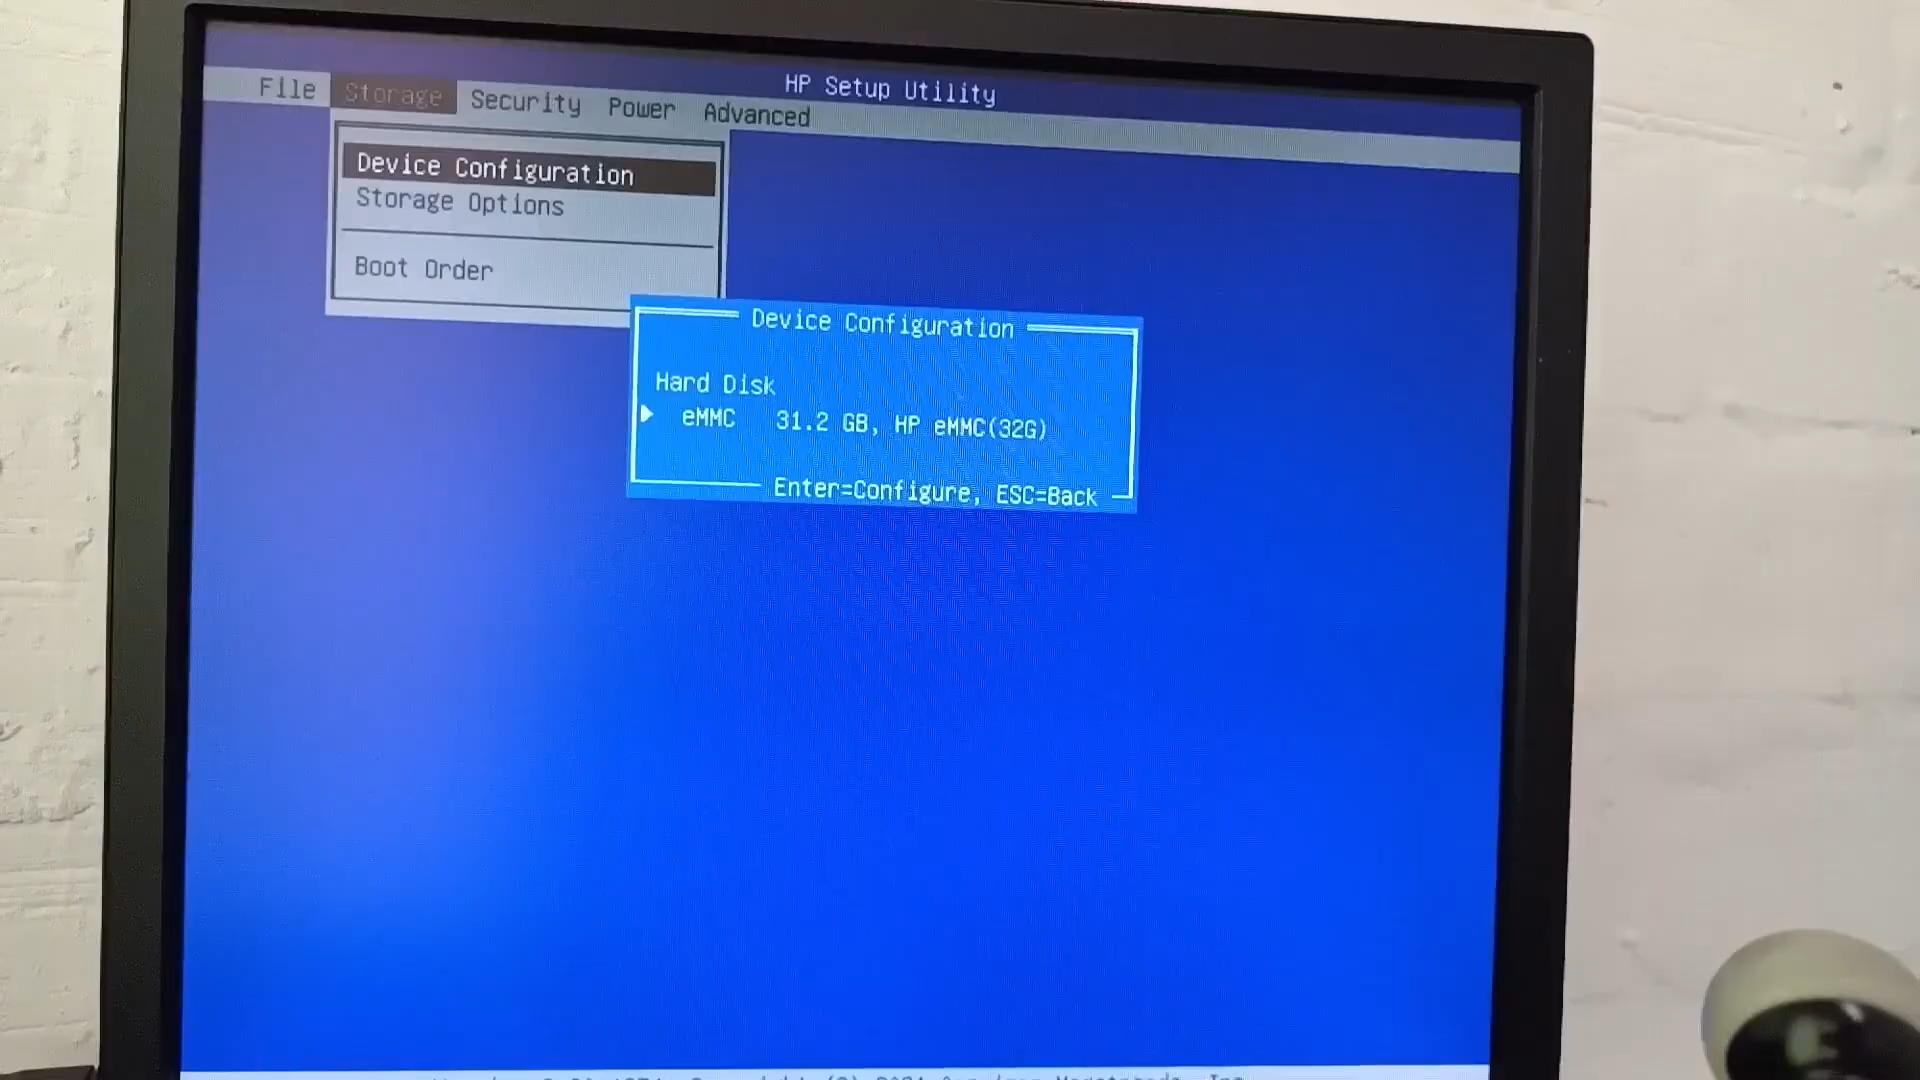 HP Setup Utility
File Storage Security Power Advanced
Device Configuration
Storage Options
Boot Order
Device Configuration
Hard Disk
eMMC 31.2 GB, HP eMMC(32G)
Enter=Configure, ESC=Back